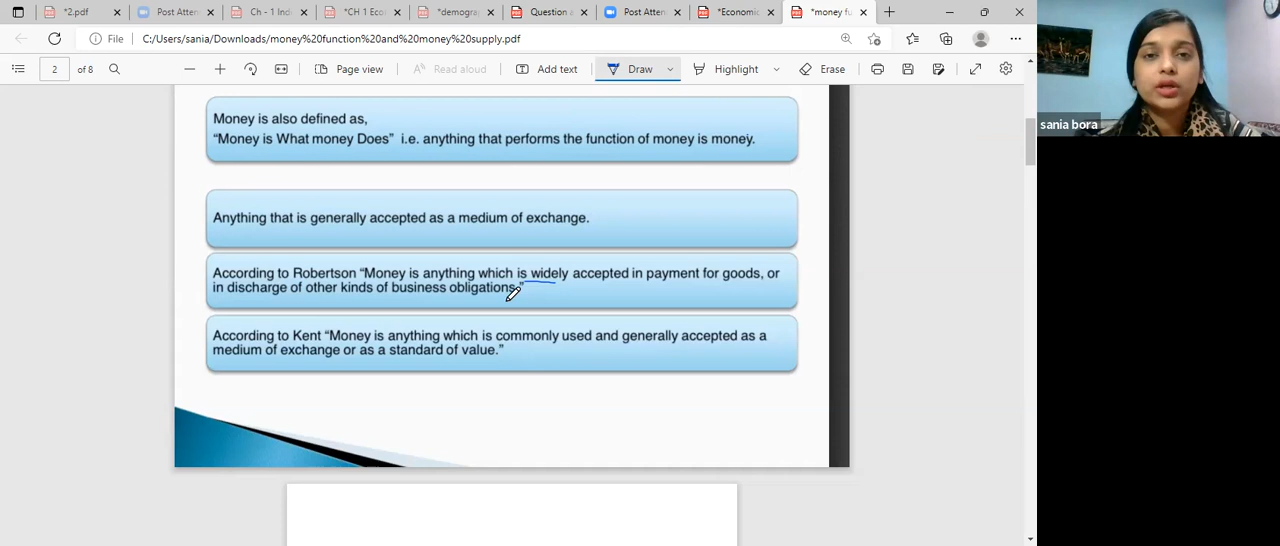 *2.pdf
Post Atten
Ch - 1 Ind
*CH 1 Eco
*demogra
Question a
Post Atten
*Economic
*money fu
File
C:/Users/sania/Downloads/money%20function%20and%20money%20supply.pdf
2
of 8
Page view
Read aloud
Add text
Draw
Highlight
Erase
sania bora
Money is also defined as,
“Money is What money Does” i.e. anything that performs the function of money is money.
Anything that is generally accepted as a medium of exchange.
According to Robertson “Money is anything which is widely accepted in payment for goods, or
in discharge of other kinds of business obligations.”
According to Kent “Money is anything which is commonly used and generally accepted as a
medium of exchange or as a standard of value.”